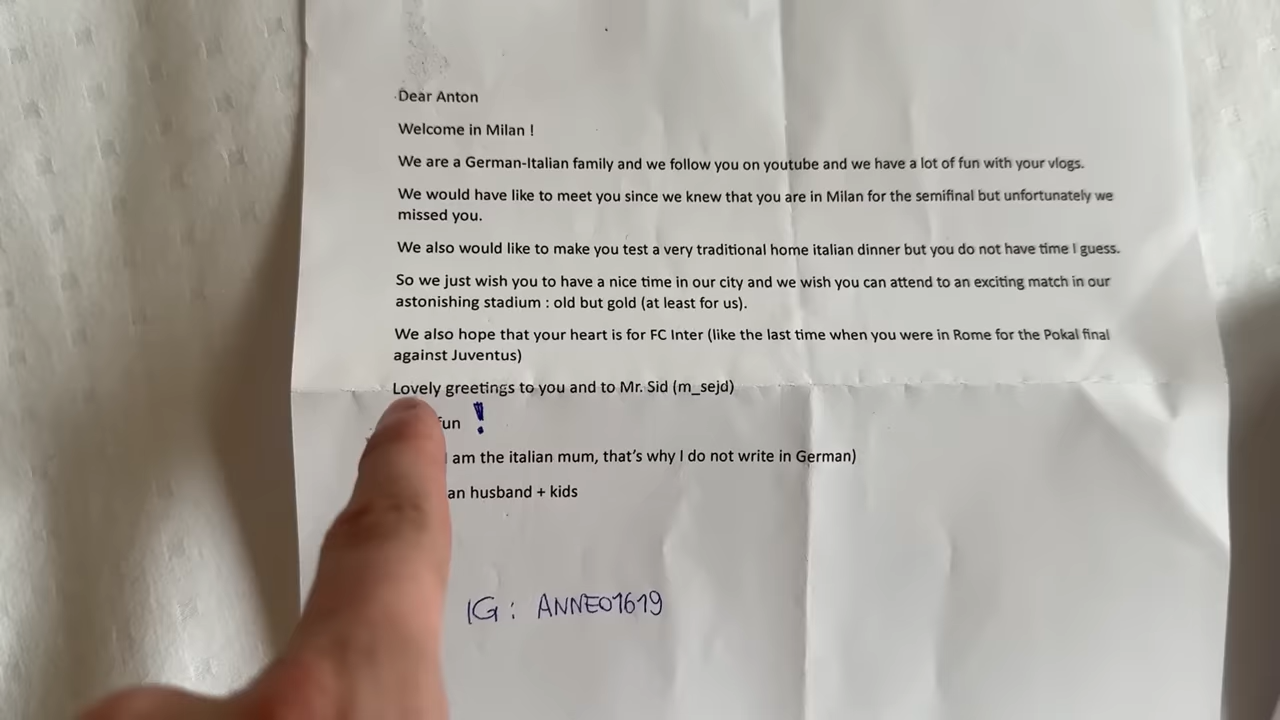 Dear Anton
Welcome in Milan !
We are a German-Italian family and we follow you on youtube and we have a lot of fun with your vlogs.
We would have like to meet you since we knew that you are in Milan for the semifinal but unfortunately we
missed you.
We also would like to make you test a very traditional home italian dinner but you do not have time I guess.
So we just wish you to have a nice time in our city and we wish you can attend to an exciting match in our
astonishing stadium : old but gold (at least for us).
We also hope that your heart is for FC Inter (like the last time when you were in Rome for the Pokal final
against Juventus)
Lovely greetings to you and to Mr. Sid (m_sejd)
!
am the italian mum, that's why I do not write in German)
husband + kids
IG: ANNE01619